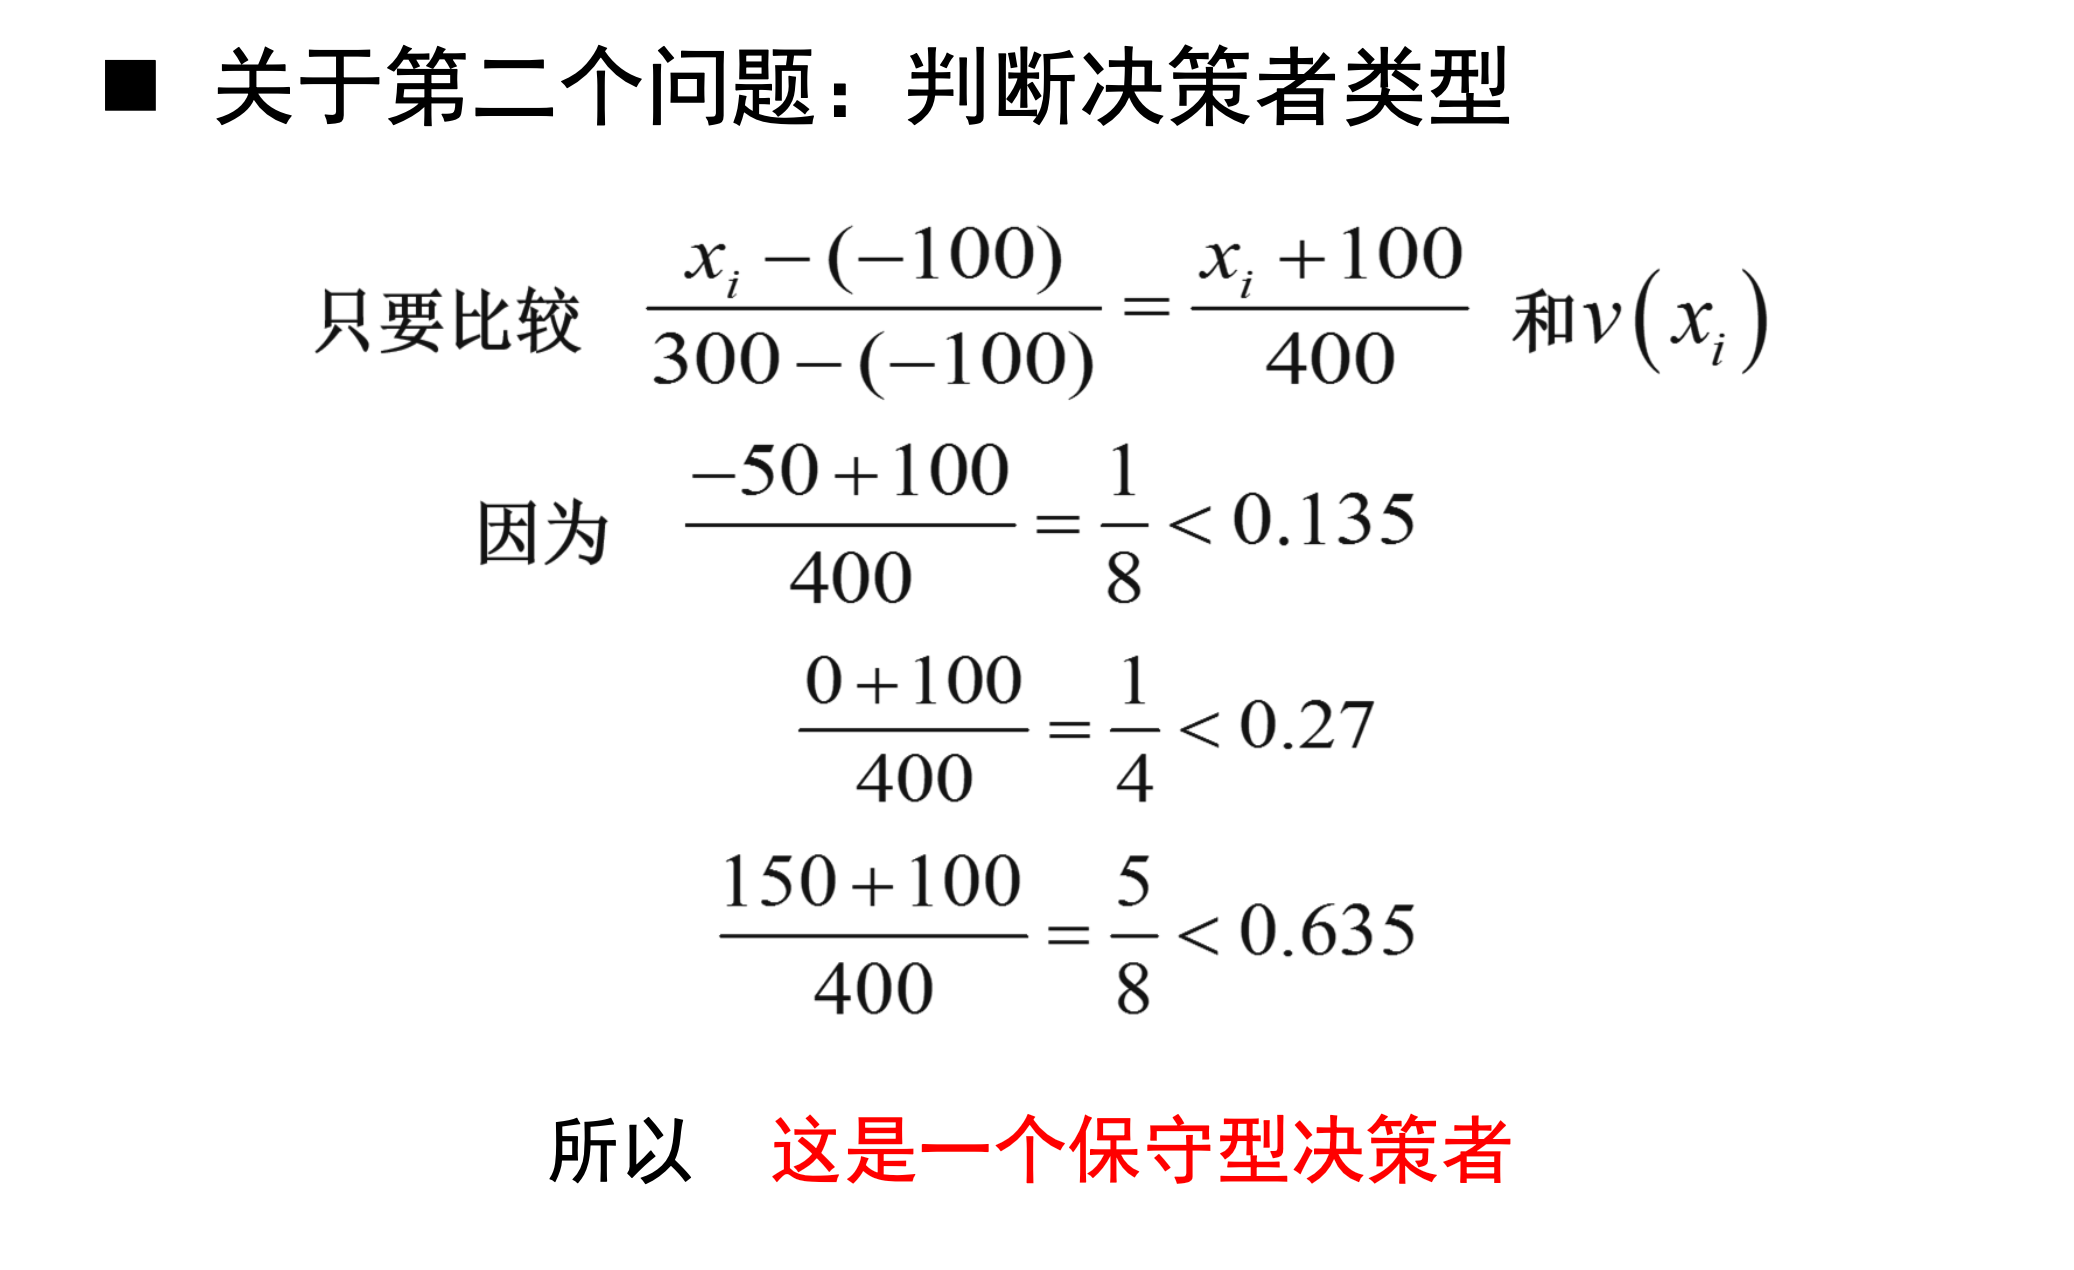 ■ 关于第二个问题：判断决策者类型
只要比较 \frac{x_i-(-100)}{300-(-100)} = \frac{x_i+100}{400} 和 v(x_i)
因为 \frac{-50+100}{400} = \frac{1}{8} < 0.135
\frac{0+100}{400} = \frac{1}{4} < 0.27
\frac{150+100}{400} = \frac{5}{8} < 0.635
所以 这是一个保守型决策者